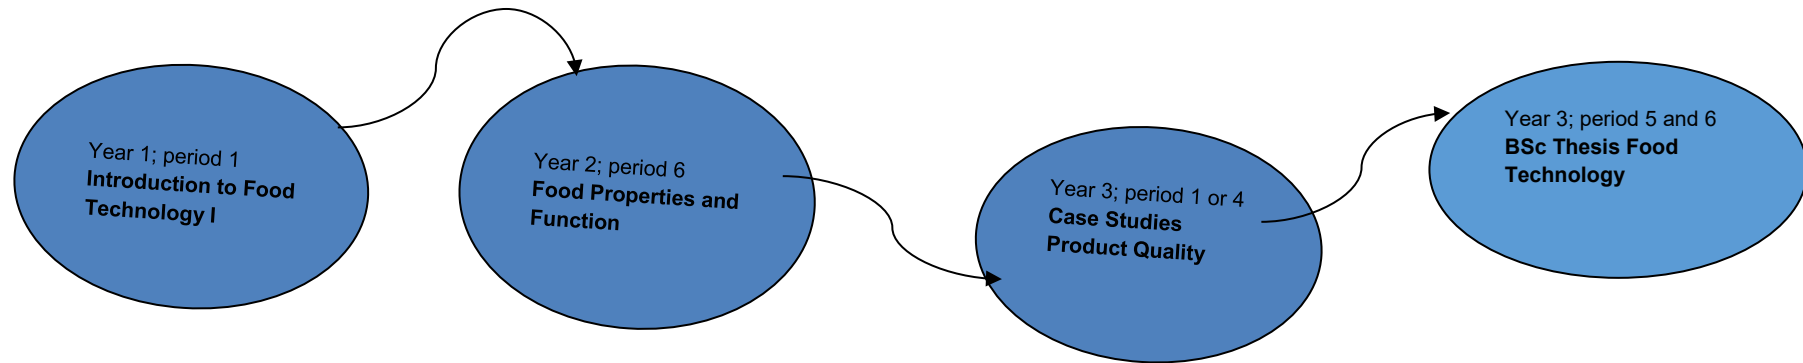 Year 1; period 1
Introduction to Food
Technology I
Year 2; period 6
Food Properties and
Function
Year 3; period 1 or 4
Case Studies
Product Quality
Year 3; period 5 and 6
BSc Thesis Food
Technology